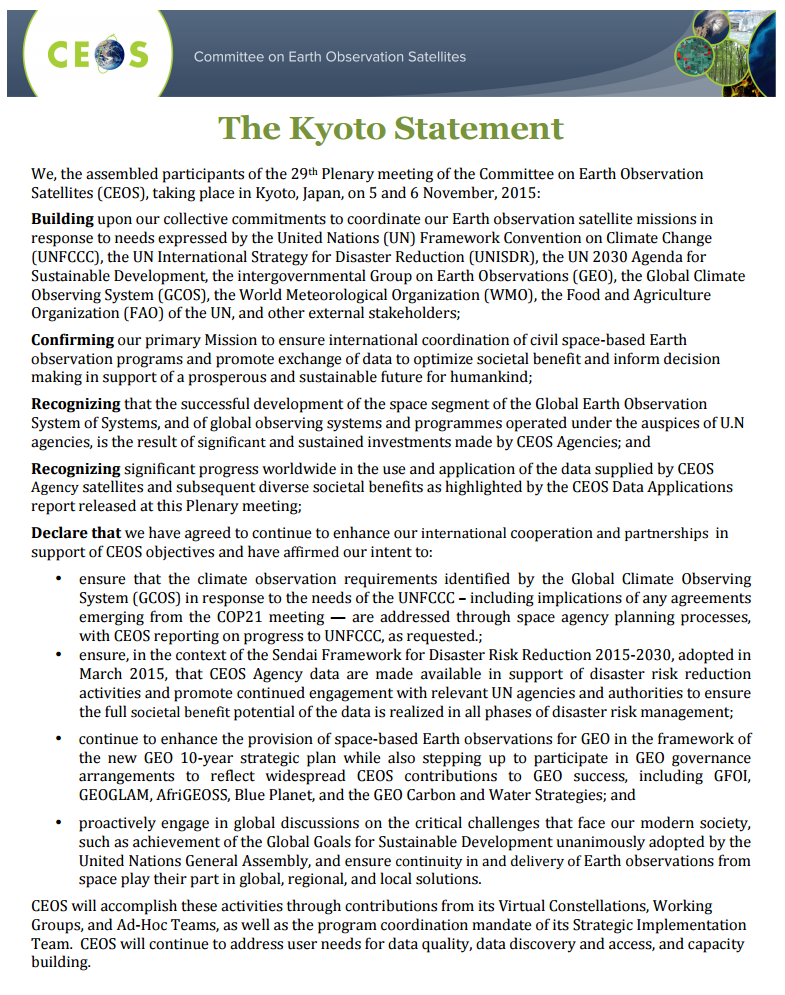 CEOS
Committee on Earth Observation Satellites
The Kyoto Statement
We, the assembled participants of the 29th Plenary meeting of the Committee on Earth Observation
Satellites (CEOS), taking place in Kyoto, Japan, on 5 and 6 November, 2015:
Building upon our collective commitments to coordinate our Earth observation satellite missions in
response to needs expressed by the United Nations (UN) Framework Convention on Climate Change
(UNFCCC), the UN International Strategy for Disaster Reduction (UNISDR), the UN 2030 Agenda for
Sustainable Development, the intergovernmental Group on Earth Observations (GEO), the Global Climate
Observing System (GCOS), the World Meteorological Organization (WMO), the Food and Agriculture
Organization (FAO) of the UN, and other external stakeholders;
Confirming our primary Mission to ensure international coordination of civil space-based Earth
observation programs and promote exchange of data to optimize societal benefit and inform decision
making in support of a prosperous and sustainable future for humankind;
Recognizing that the successful development of the space segment of the Global Earth Observation
System of Systems, and of global observing systems and programmes operated under the auspices of U.N
agencies, is the result of significant and sustained investments made by CEOS Agencies; and
Recognizing significant progress worldwide in the use and application of the data supplied by CEOS
Agency satellites and subsequent diverse societal benefits as highlighted by the CEOS Data Applications
report released at this Plenary meeting;
Declare that we have agreed to continue to enhance our international cooperation and partnerships in
support of CEOS objectives and have affirmed our intent to:
• ensure that the climate observation requirements identified by the Global Climate Observing
System (GCOS) in response to the needs of the UNFCCC – including implications of any agreements
emerging from the COP21 meeting — are addressed through space agency planning processes,
with CEOS reporting on progress to UNFCCC, as requested.;
• ensure, in the context of the Sendai Framework for Disaster Risk Reduction 2015-2030, adopted in
March 2015, that CEOS Agency data are made available in support of disaster risk reduction
activities and promote continued engagement with relevant UN agencies and authorities to ensure
the full societal benefit potential of the data is realized in all phases of disaster risk management;
• continue to enhance the provision of space-based Earth observations for GEO in the framework of
the new GEO 10-year strategic plan while also stepping up to participate in GEO governance
arrangements to reflect widespread CEOS contributions to GEO success, including GFOI,
GEOGLAM, AfriGEOSS, Blue Planet, and the GEO Carbon and Water Strategies; and
• proactively engage in global discussions on the critical challenges that face our modern society,
such as achievement of the Global Goals for Sustainable Development unanimously adopted by the
United Nations General Assembly, and ensure continuity in and delivery of Earth observations from
space play their part in global, regional, and local solutions.
CEOS will accomplish these activities through contributions from its Virtual Constellations, Working
Groups, and Ad-Hoc Teams, as well as the program coordination mandate of its Strategic Implementation
Team. CEOS will continue to address user needs for data quality, data discovery and access, and capacity
building.